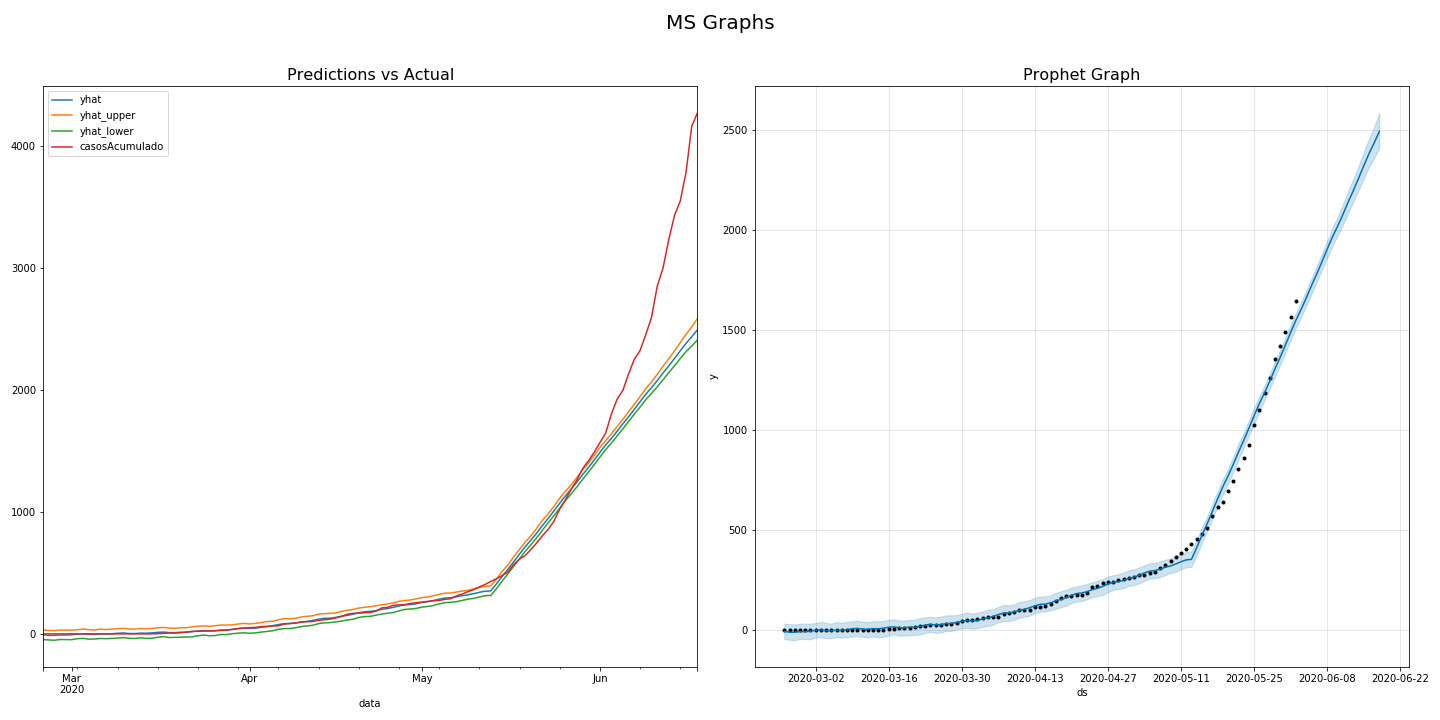 MS Graphs
Predictions vs Actual
yhat
yhat_upper
yhat_lower
casosAcumulado
4000
3000
2000
1000
0
Mar
2020
Apr
May
Jun
data
Prophet Graph
2500
2000
1500
1000
500
0
y
2020-03-02
2020-03-16
2020-03-30
2020-04-13
2020-04-27
2020-05-11
2020-05-25
2020-06-08
2020-06-22
ds